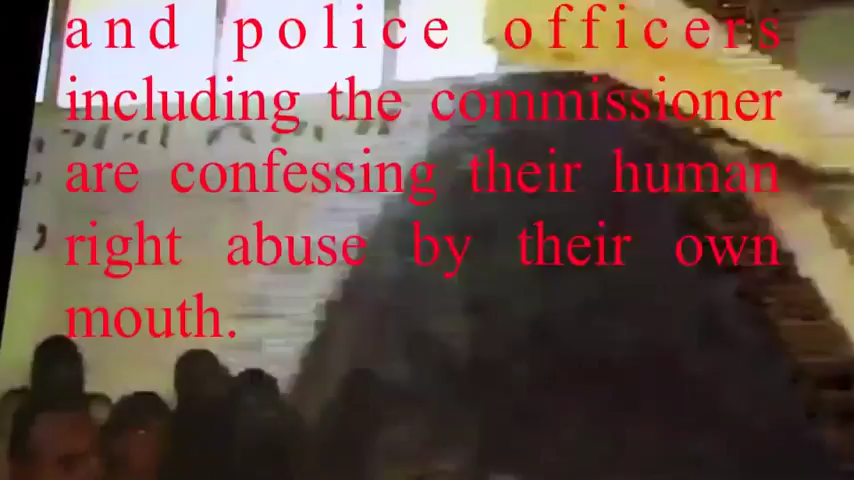 and police officers
including the commissioner
are confessing their human
right abuse by their own
mouth.